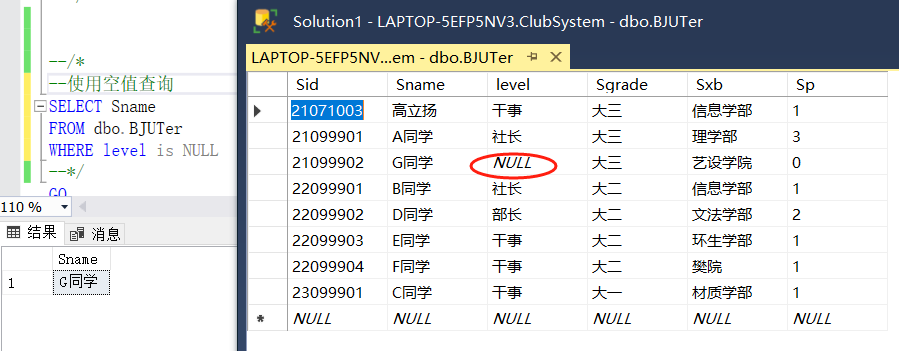 --/*
--使用空值查询
SELECT Sname
FROM dbo.BJUTer
WHERE level is NULL
--*/
GO
110 %
结果 消息
Sname
1 G同学
Solution1 - LAPTOP-5EFP5NV3.ClubSystem - dbo.BJUTer
LAPTOP-5EFP5NV...em - dbo.BJUTer
Sid Sname level Sgrade Sxb Sp
21071003 高立扬 干事 大三 信息学部 1
21099901 A同学 社长 大三 理学部 3
21099902 G同学 NULL 大三 艺设学院 0
22099901 B同学 社长 大二 信息学部 1
22099902 D同学 部长 大二 文法学部 2
22099903 E同学 干事 大二 环生学部 1
22099904 F同学 干事 大二 樊院 1
23099901 C同学 干事 大一 材质学部 1
NULL NULL NULL NULL NULL NULL